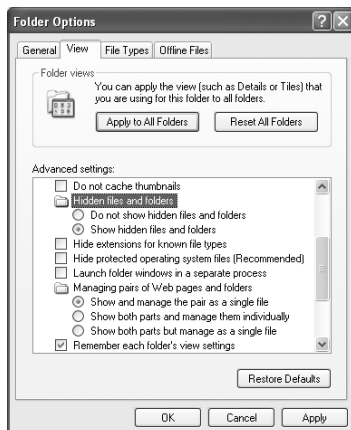 Folder Options
General View File Types Offline Files
Folder views
You can apply the view (such as Details or Tiles) that
you are using for this folder to all folders.
Apply to All Folders Reset All Folders
Advanced settings:
Do not cache thumbnails
Hidden files and folders
Do not show hidden files and folders
Show hidden files and folders
Hide extensions for known file types
Hide protected operating system files (Recommended)
Launch folder windows in a separate process
Managing pairs of Web pages and folders
Show and manage the pair as a single file
Show both parts and manage them individually
Show both parts but manage as a single file
Remember each folder's view settings
Restore Defaults
OK Cancel Apply